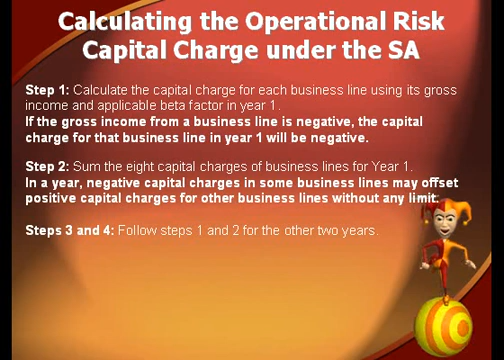 Calculating the Operational Risk
Capital Charge under the SA
Step 1: Calculate the capital charge for each business line using its gross
income and applicable beta factor in year 1.
If the gross income from a business line is negative, the capital
charge for that business line in year 1 will be negative.
Step 2: Sum the eight capital charges of business lines for Year 1.
In a year, negative capital charges in some business lines may offset
positive capital charges for other business lines without any limit.
Steps 3 and 4: Follow steps 1 and 2 for the other two years.